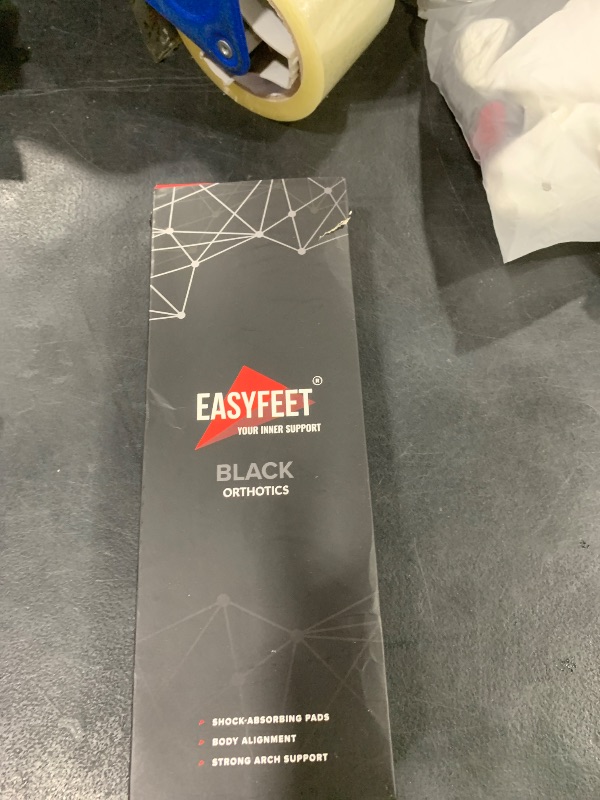 EASYFEET®
YOUR INNER SUPPORT
BLACK
ORTHOTICS
SHOCK-ABSORBING PADS
BODY ALIGNMENT
STRONG ARCH SUPPORT